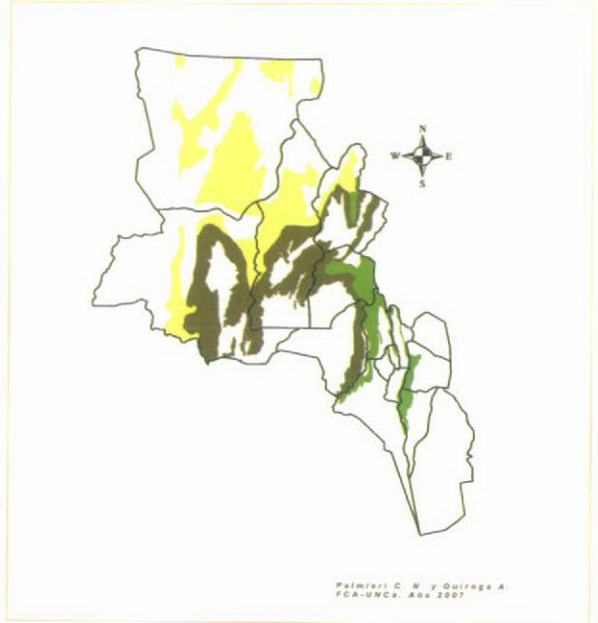 N
W E
S
Palmieri C. N. y Quiroga A.
FCA-UNCa. Año 2007